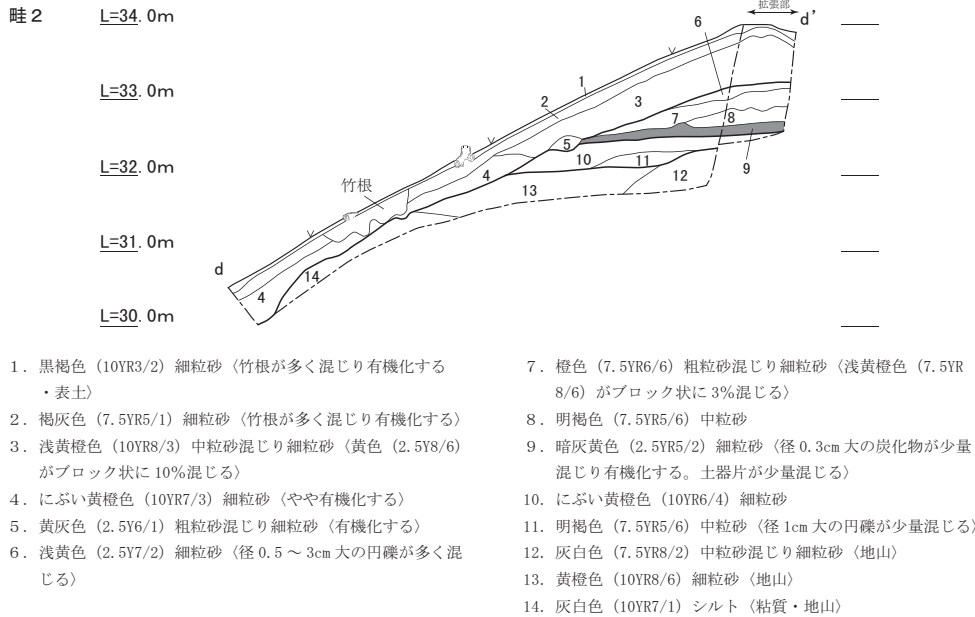 畦2
L=34.0m
拡張部
d’
6
L=33.0m
1
2
3
7
8
5
L=32.0m
10
11
4
12
9
13
竹根
L=31.0m
d
14
4
L=30.0m
1．黒褐色（10YR3/2）細粒砂〈竹根が多く混じり有機化する
・表土〉
2．褐灰色（7.5YR5/1）細粒砂〈竹根が多く混じり有機化する〉
3．浅黄橙色（10YR8/3）中粒砂混じり細粒砂〈黄色（2.5Y8/6）
がブロック状に10％混じる〉
4．にぶい黄橙色（10YR7/3）細粒砂〈やや有機化する〉
5．黄灰色（2.5Y6/1）粗粒砂混じり細粒砂〈有機化する〉
6．浅黄色（2.5Y7/2）細粒砂〈径0.5～3cm大の円礫が多く混
じる〉
7．橙色（7.5YR6/6）粗粒砂混じり細粒砂〈浅黄橙色（7.5YR
8/6）がブロック状に3％混じる〉
8．明褐色（7.5YR5/6）中粒砂
9．暗灰黄色（2.5YR5/2）細粒砂〈径0.3cm大の炭化物が少量
混じり有機化する。土器片が少量混じる〉
10．にぶい黄橙色（10YR6/4）細粒砂
11．明褐色（7.5YR5/6）中粒砂〈径1cm大の円礫が少量混じる〉
12．灰白色（7.5YR8/2）中粒砂混じり細粒砂〈地山〉
13．黄橙色（10YR8/6）細粒砂〈地山〉
14．灰白色（10YR7/1）シルト〈粘質・地山〉